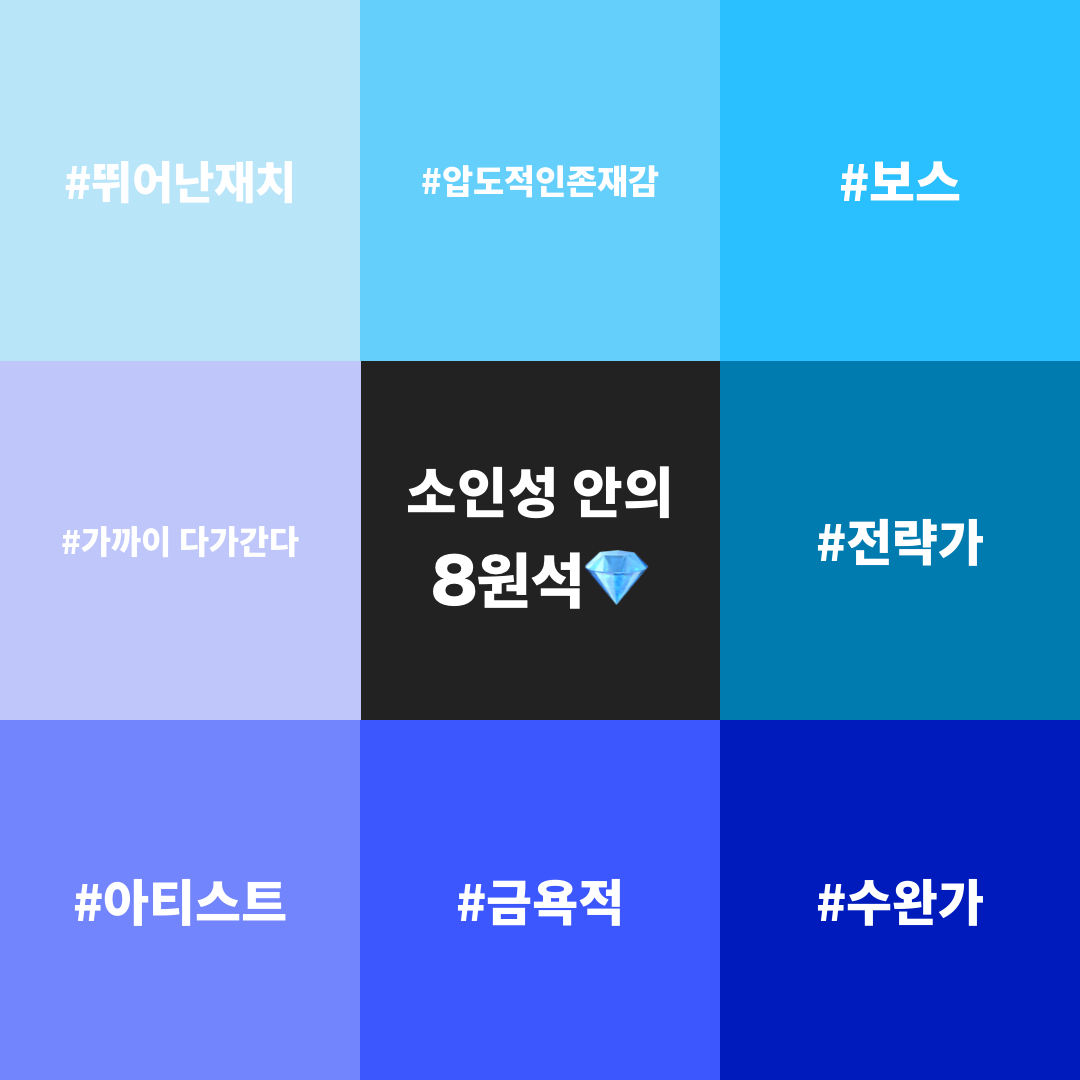 #뛰어난재치
#압도적인존재감
#보스
#가까이 다가간다
소인성 안의
8원석💎
#전략가
#아티스트
#금욕적
#수완가